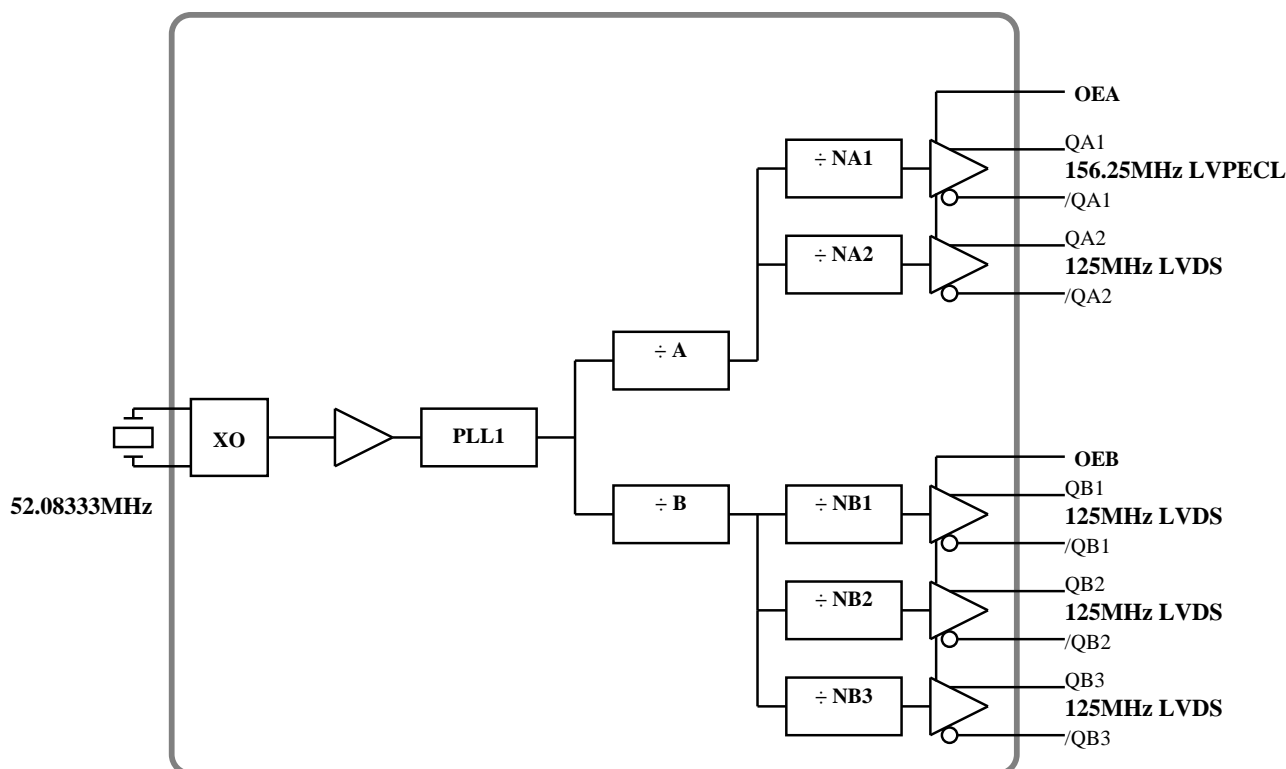 OEA
÷ NA1
QA1
156.25MHz LVPECL
/QA1
÷ NA2
QA2
125MHz LVDS
/QA2
÷ A
XO
PLL1
52.08333MHz
OEB
÷ B
÷ NB1
QB1
125MHz LVDS
/QB1
÷ NB2
QB2
125MHz LVDS
/QB2
÷ NB3
QB3
125MHz LVDS
/QB3